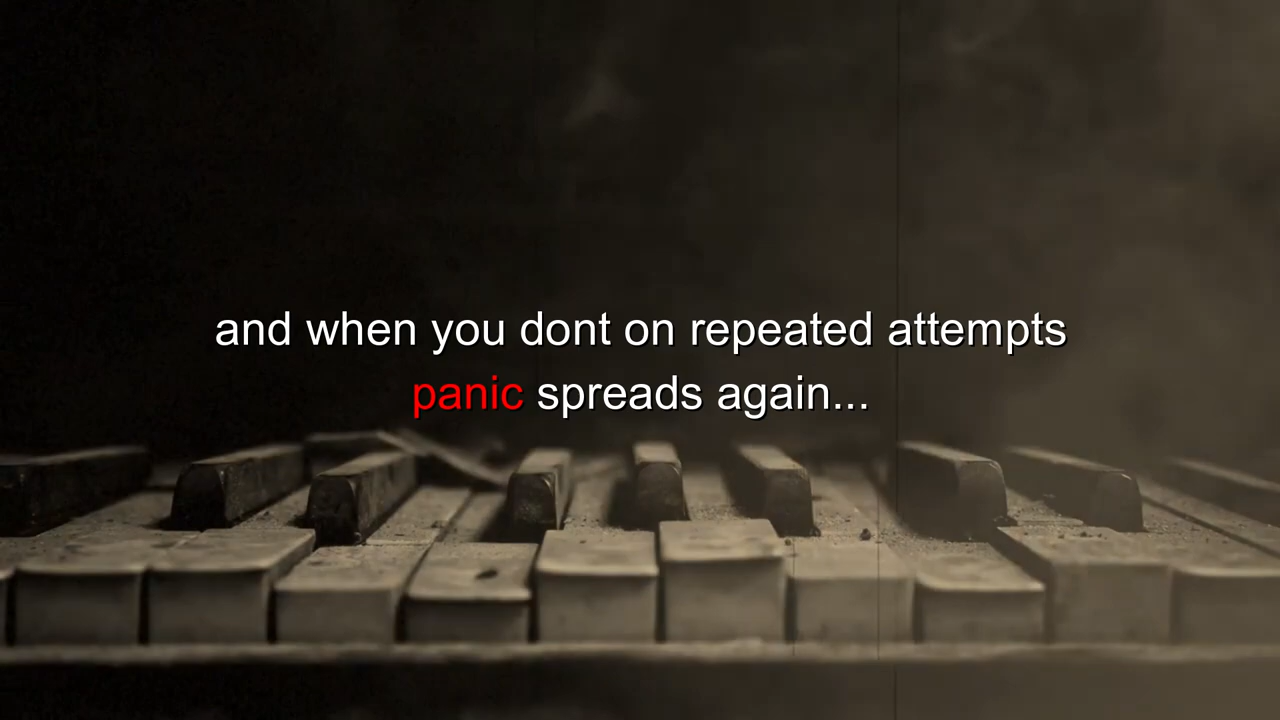 and when you dont on repeated attempts
panic spreads again...